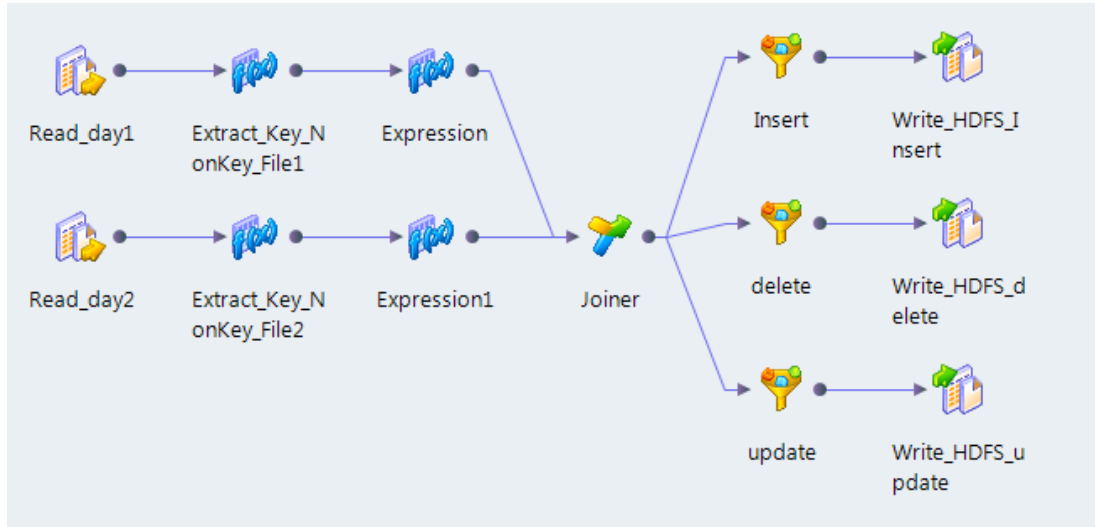 Insert
Write_HDFS_I
nsert
Read_day1
Extract_Key_N
onKey_File1
Expression
delete
Write_HDFS_d
elete
Read_day2
Extract_Key_N
onKey_File2
Expression1
Joiner
update
Write_HDFS_u
pdate